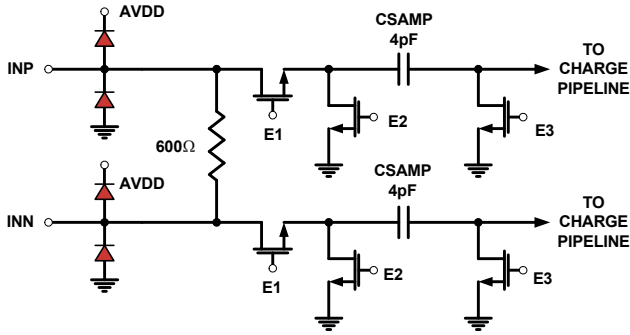 AVDD
CSAMP
4pF
INP
TO
CHARGE
PIPELINE
E1
E2
E3
600Ω
CSAMP
4pF
AVDD
INN
TO
CHARGE
PIPELINE
E1
E2
E3